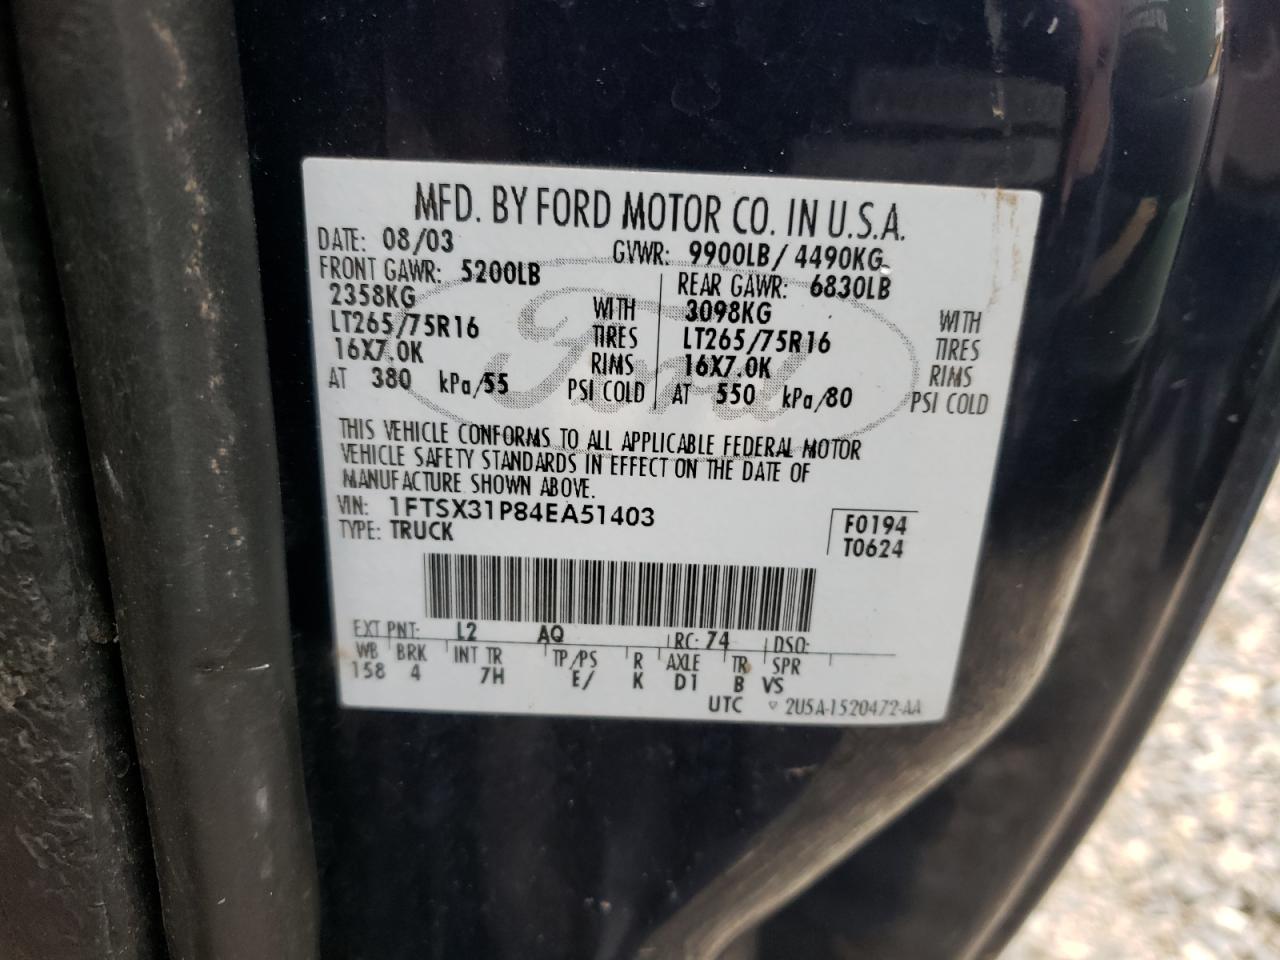 MFD. BY FORD MOTOR CO. IN U.S.A.
DATE: 08/03 GVWR: 9900LB / 4490KG
FRONT GAWR: 5200LB REAR GAWR: 6830LB
2358KG WITH 3098KG WITH
LT265/75R16 TIRES LT265/75R16 TIRES
16X7.0K RIMS 16X7.0K RIMS
AT 380 kPa/55 PSI COLD AT 550 kPa/80 PSI COLD
Ford
THIS VEHICLE CONFORMS TO ALL APPLICABLE FEDERAL MOTOR
VEHICLE SAFETY STANDARDS IN EFFECT ON THE DATE OF
MANUFACTURE SHOWN ABOVE.
VIN: 1FTSX31P84EA51403 F0194
TYPE: TRUCK T0624
EXT PNT: L2 AQ RC: 74 DSO:
WB BRK INT TR TP/PS R AXLE TR SPR
158 4 7H E/ K D1 B VS
UTC 2U5A-1520472-AA